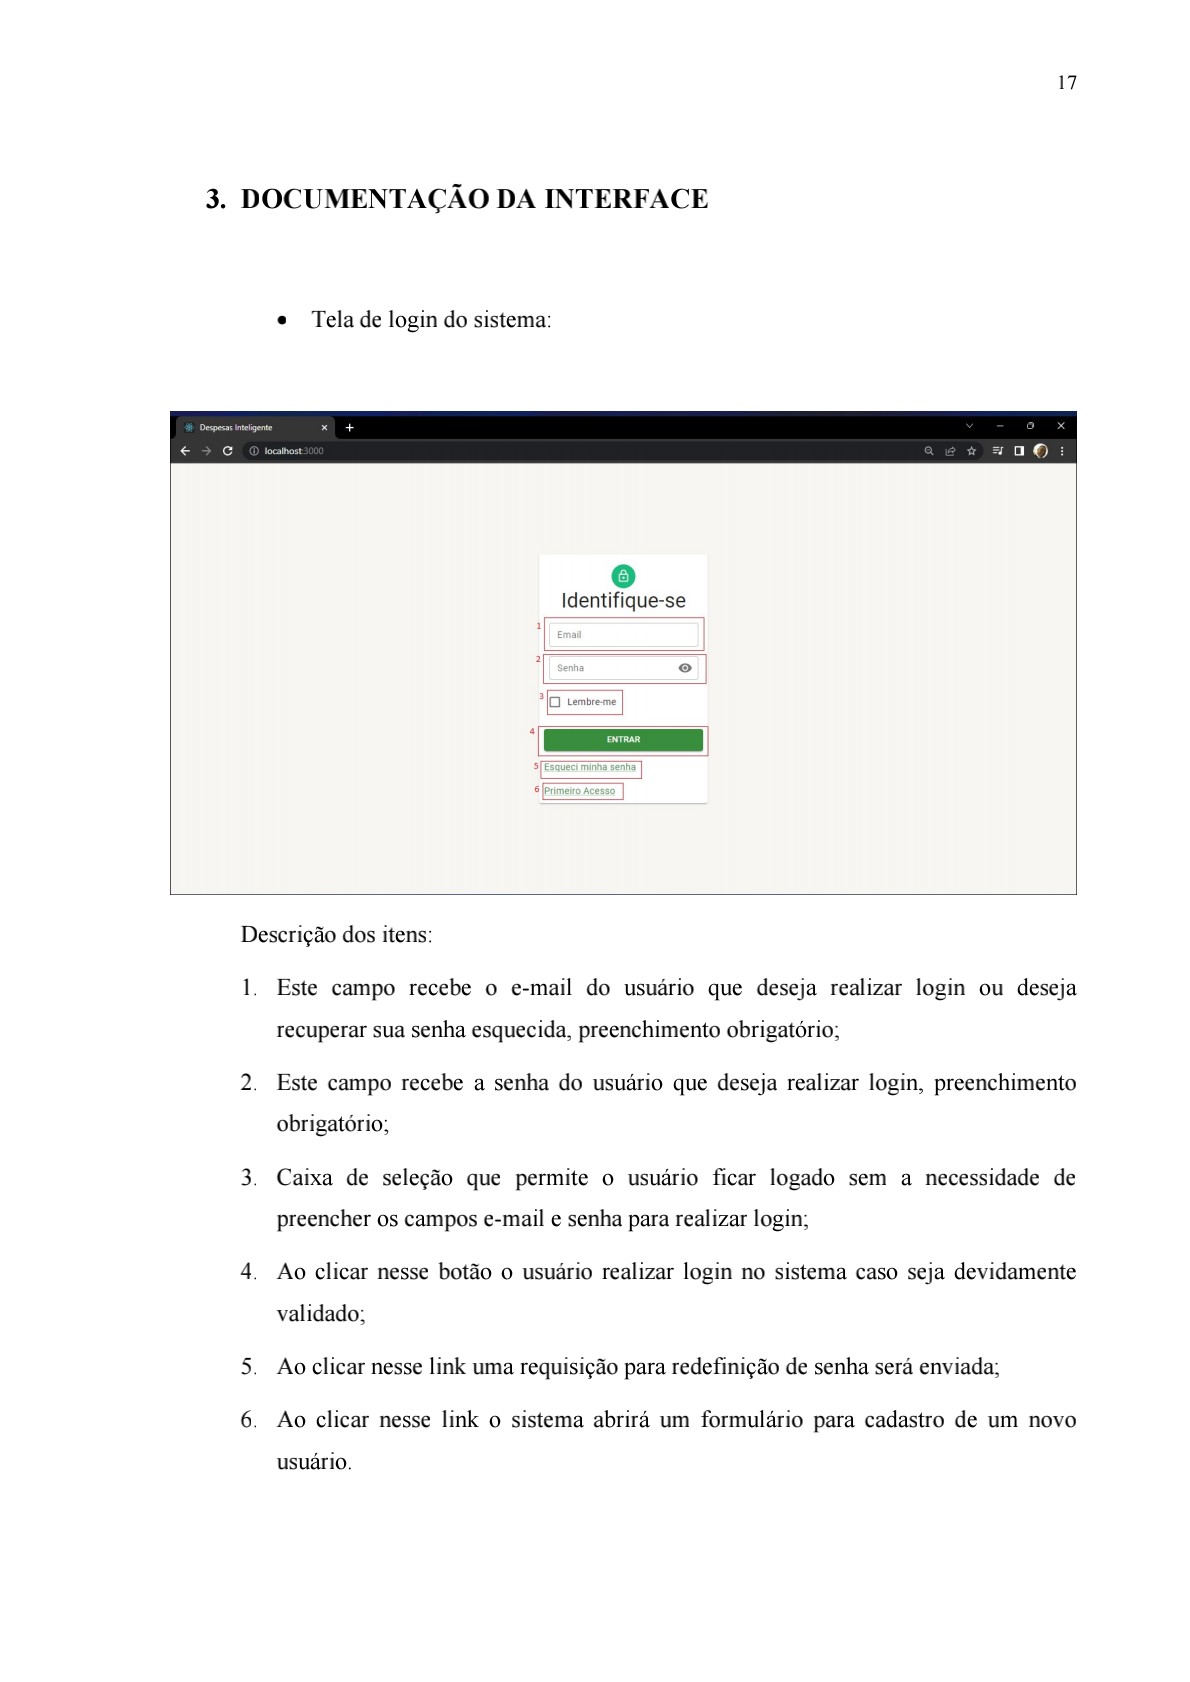 17
3. DOCUMENTAÇÃO DA INTERFACE
• Tela de login do sistema:
Despesas Inteligente
localhost:3000
Identifique-se
1 Email
2 Senha
3 Lembre-me
4 ENTRAR
5 Esqueci minha senha
6 Primeiro Acesso
Descrição dos itens:
1. Este campo recebe o e-mail do usuário que deseja realizar login ou deseja
recuperar sua senha esquecida, preenchimento obrigatório;
2. Este campo recebe a senha do usuário que deseja realizar login, preenchimento
obrigatório;
3. Caixa de seleção que permite o usuário ficar logado sem a necessidade de
preencher os campos e-mail e senha para realizar login;
4. Ao clicar nesse botão o usuário realizar login no sistema caso seja devidamente
validado;
5. Ao clicar nesse link uma requisição para redefinição de senha será enviada;
6. Ao clicar nesse link o sistema abrirá um formulário para cadastro de um novo
usuário.